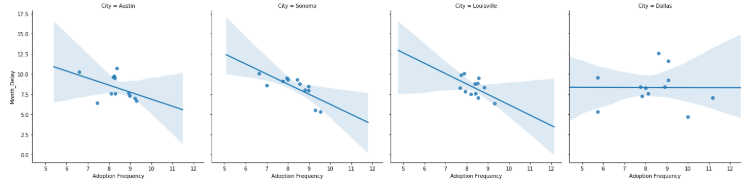 City = Austin
City = Sonoma
City = Louisville
City = Dallas
Month_Delay
17.5
15.0
12.5
10.0
7.5
5.0
2.5
0.0
5 6 7 8 9 10 11 12
5 6 7 8 9 10 11 12
5 6 7 8 9 10 11 12
5 6 7 8 9 10 11 12
Adoption Frequency
Adoption Frequency
Adoption Frequency
Adoption Frequency